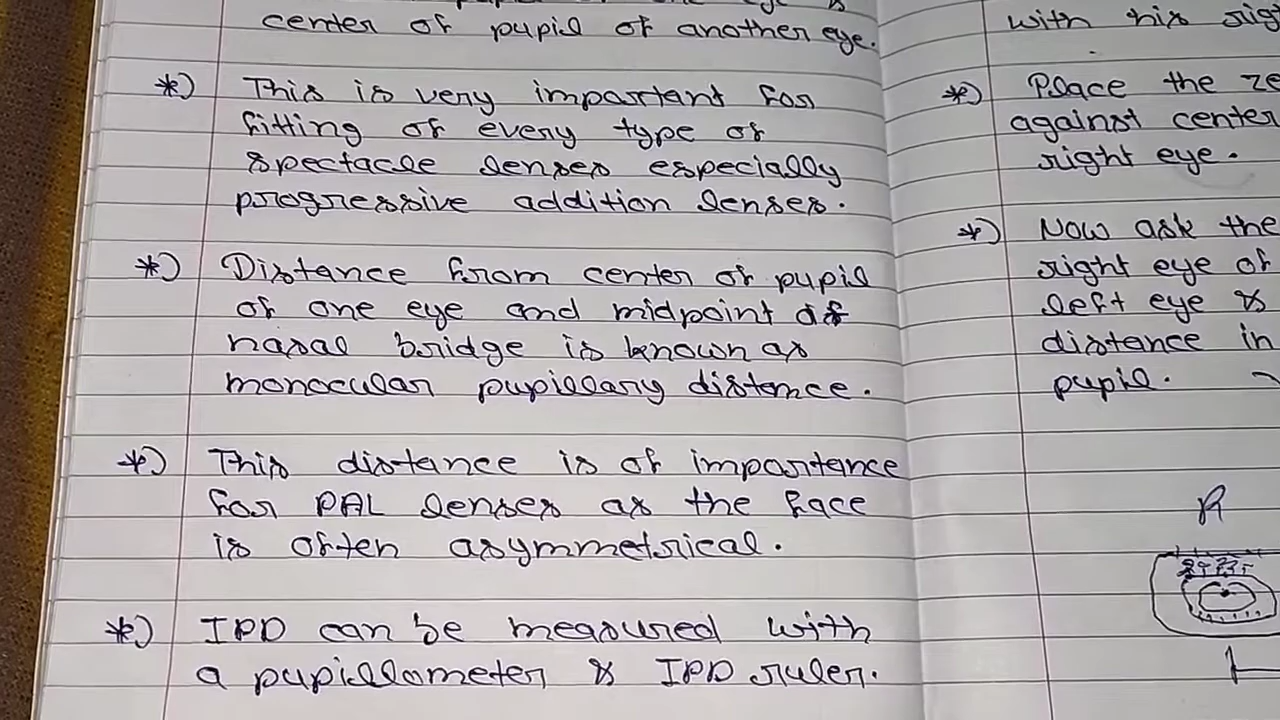 center of pupil of another eye.
*) This is very important for
fitting of every type of
spectacle lenses especially
progressive addition lenses.
*) Distance from center of pupil
of one eye and midpoint of
nasal bridge is known as
monocular pupillary distance.
*) This distance is of importance
for PAL lenses as the face
is often asymmetrical.
*) IPD can be measured with
a pupillometer & IPD ruler.
with his
*) Place the
against center
right eye.
*) Now ask the
right eye of
left eye &
distance in
pupil.
R